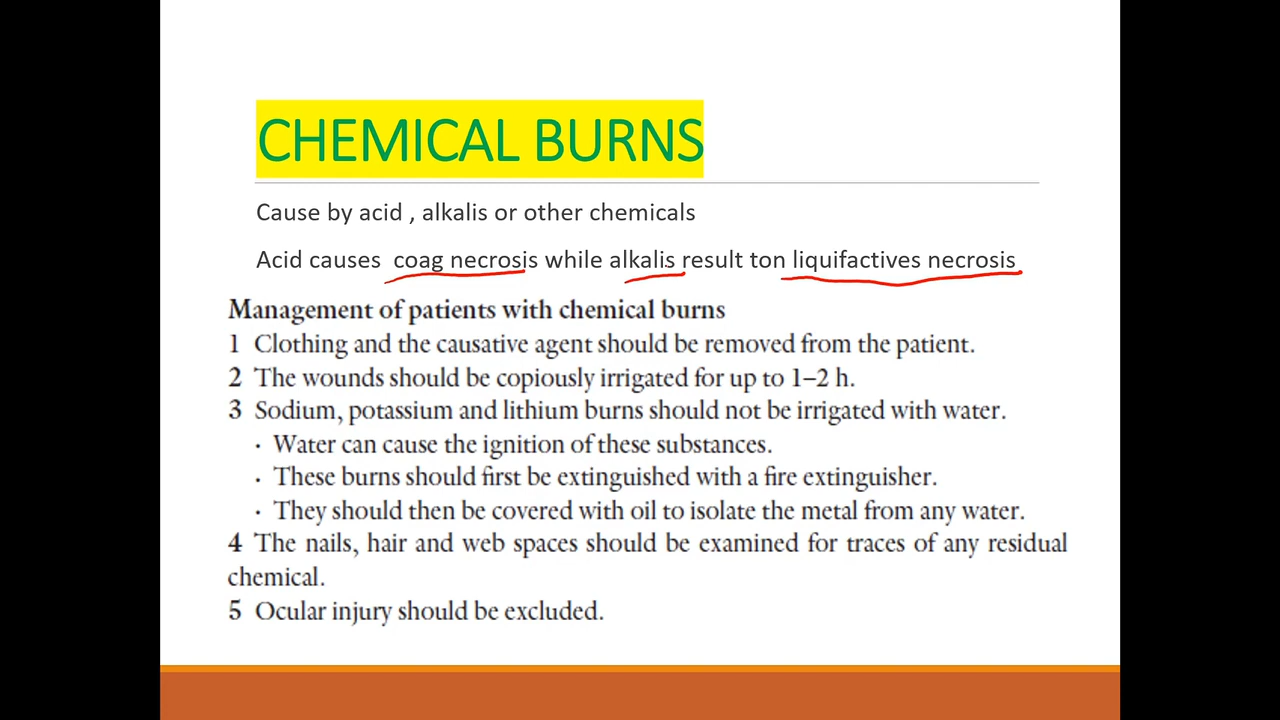 CHEMICAL BURNS
Cause by acid , alkalis or other chemicals
Acid causes coag necrosis while alkalis result ton liquifactives necrosis
Management of patients with chemical burns
1 Clothing and the causative agent should be removed from the patient.
2 The wounds should be copiously irrigated for up to 1–2 h.
3 Sodium, potassium and lithium burns should not be irrigated with water.
· Water can cause the ignition of these substances.
· These burns should first be extinguished with a fire extinguisher.
· They should then be covered with oil to isolate the metal from any water.
4 The nails, hair and web spaces should be examined for traces of any residual
chemical.
5 Ocular injury should be excluded.